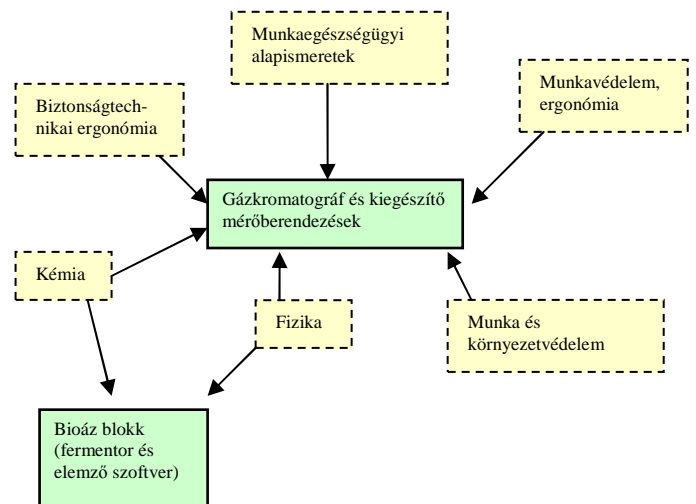 Munkaegészségügyi
alapismeretek
Munkavédelem,
ergonómia
Biztonságtech-
nikai ergonómia
Gázkromatográf és kiegészítő
mérőberendezések
Kémia
Fizika
Munka és
környezetvédelem
Bioáz blokk
(fermentor és
elemző szoftver)